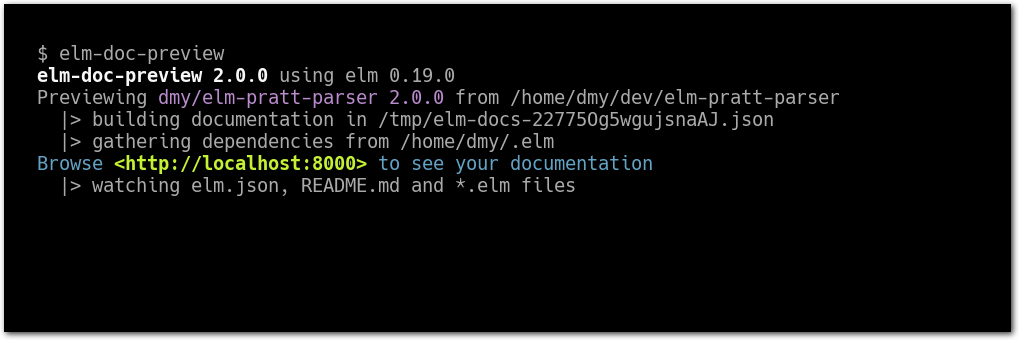 $ elm-doc-preview
elm-doc-preview 2.0.0 using elm 0.19.0
Previewing dmy/elm-pratt-parser 2.0.0 from /home/dmy/dev/elm-pratt-parser
|> building documentation in /tmp/elm-docs-22775Og5wgujsnaAJ.json
|> gathering dependencies from /home/dmy/.elm
Browse <http://localhost:8000> to see your documentation
|> watching elm.json, README.md and *.elm files